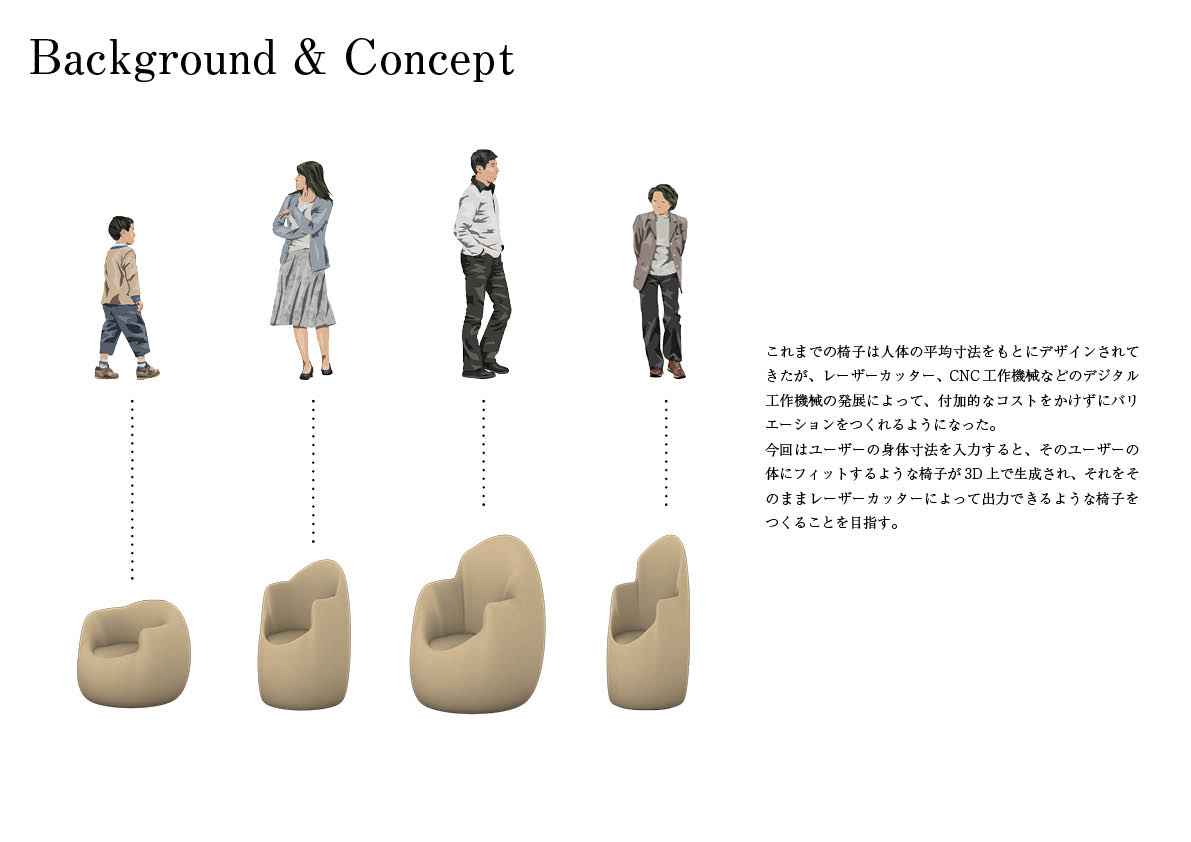 Background & Concept
これまでの椅子は人体の平均寸法をもとにデザインされて
きたが、レーザーカッター、CNC 工作機械などのデジタル
工作機械の発展によって、付加的なコストをかけずにバリ
エーションをつくれるようになった。
今回はユーザーの身体寸法を入力すると、そのユーザーの
体にフィットするような椅子が 3D 上で生成され、それをそ
のままレーザーカッターによって出力できるような椅子を
つくることを目指す。